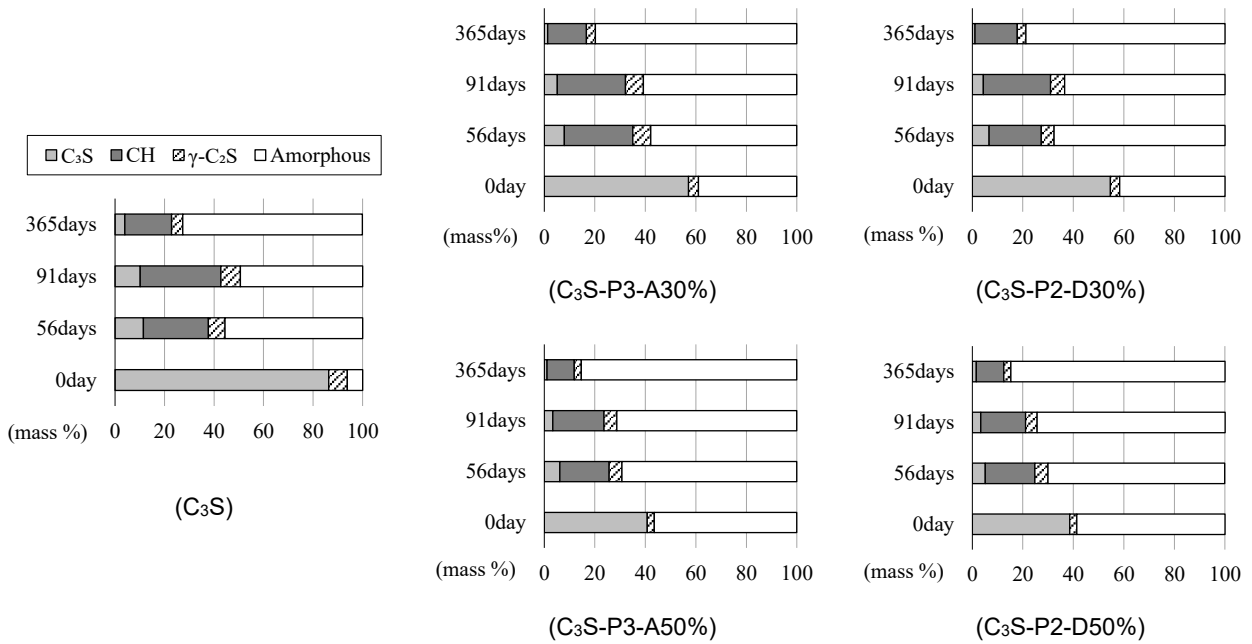 C₃S CH γ-C₂S Amorphous
365days
91days
56days
0day
(mass %) 0 20 40 60 80 100
(C₃S)
365days
91days
56days
0day
(mass%) 0 20 40 60 80 100
(C₃S-P3-A30%)
365days
91days
56days
0day
(mass %) 0 20 40 60 80 100
(C₃S-P2-D30%)
365days
91days
56days
0day
(mass %) 0 20 40 60 80 100
(C₃S-P3-A50%)
365days
91days
56days
0day
(mass %) 0 20 40 60 80 100
(C₃S-P2-D50%)